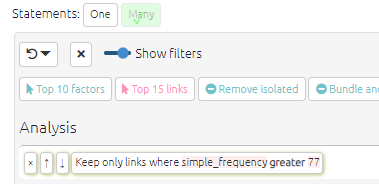 Statements: One Many
Show filters
Top 10 factors Top 15 links Remove isolated Bundle and
Analysis
× ↑ ↓ Keep only links where simple_frequency greater 77